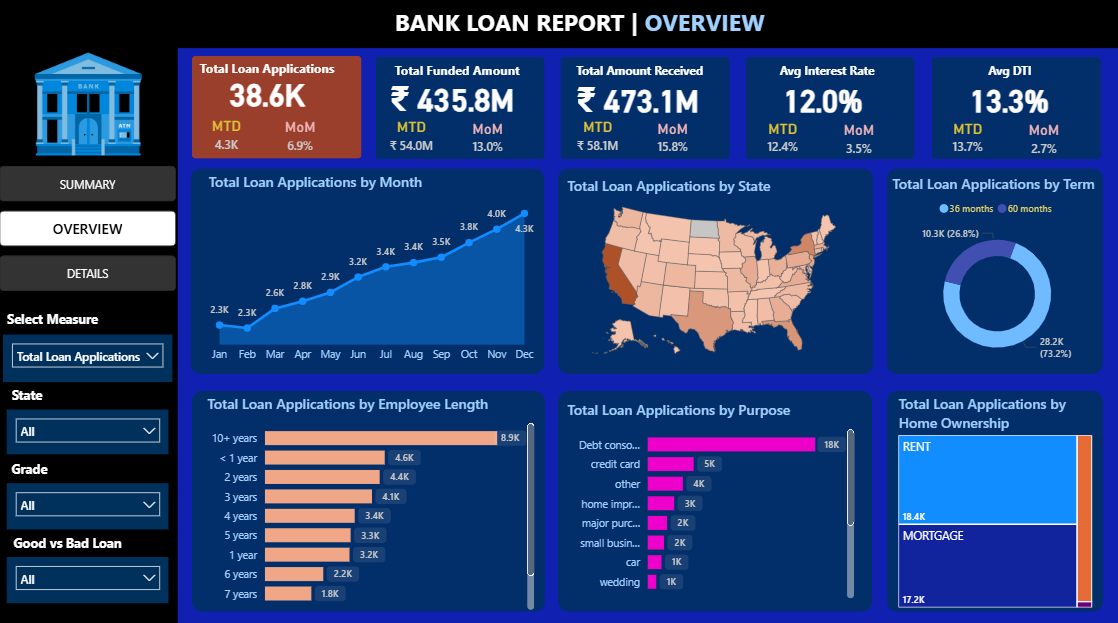 BANK LOAN REPORT | OVERVIEW
BANK
ATM
SUMMARY
OVERVIEW
DETAILS
Select Measure
Total Loan Applications
State
All
Grade
All
Good vs Bad Loan
All
Total Loan Applications
38.6K
MTD MoM
4.3K 6.9%
Total Funded Amount
₹ 435.8M
MTD MoM
₹ 54.0M 13.0%
Total Amount Received
₹ 473.1M
MTD MoM
₹ 58.1M 15.8%
Avg Interest Rate
12.0%
MTD MoM
12.4% 3.5%
Avg DTI
13.3%
MTD MoM
13.7% 2.7%
Total Loan Applications by Month
2.3K 2.3K 2.6K 2.8K 2.9K 3.2K 3.4K 3.4K 3.5K 3.8K 4.0K 4.3K
Jan Feb Mar Apr May Jun Jul Aug Sep Oct Nov Dec
Total Loan Applications by State
Total Loan Applications by Term
36 months 60 months
10.3K (26.8%)
28.2K
(73.2%)
Total Loan Applications by Employee Length
10+ years 8.9K
< 1 year 4.6K
2 years 4.4K
3 years 4.1K
4 years 3.4K
5 years 3.3K
1 year 3.2K
6 years 2.2K
7 years 1.8K
Total Loan Applications by Purpose
Debt conso... 18K
credit card 5K
other 4K
home impr... 3K
major purc... 2K
small busin... 2K
car 1K
wedding 1K
Total Loan Applications by
Home Ownership
RENT
18.4K
MORTGAGE
17.2K